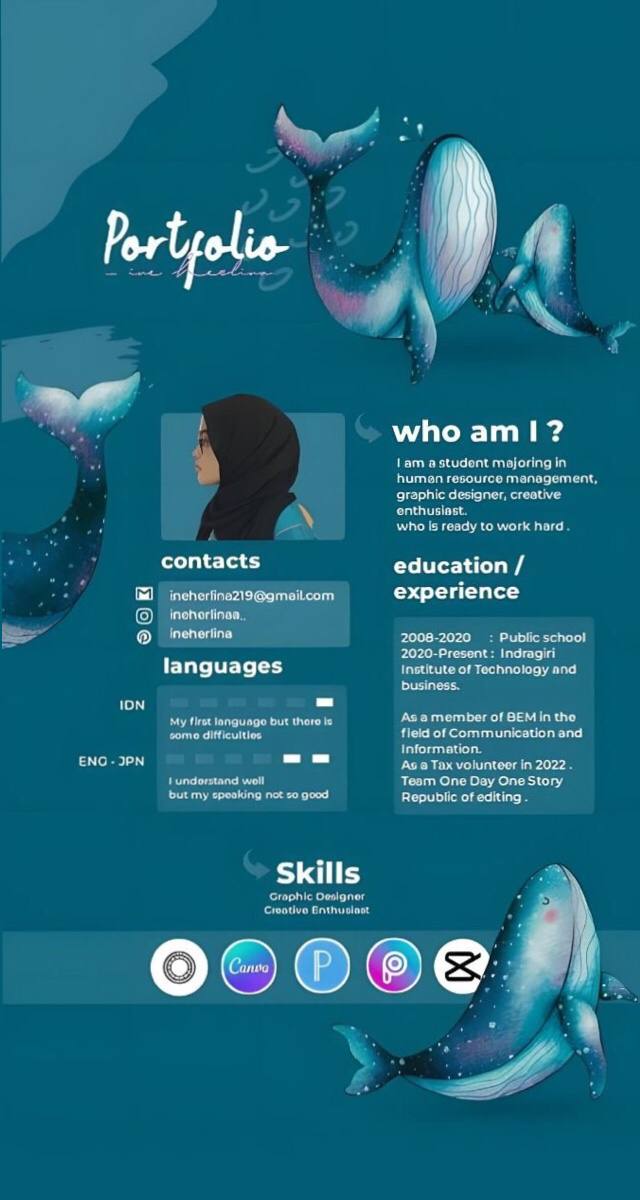 Portfolio
who am I ?
I am a student majoring in
human resource management,
graphic designer, creative
enthusiast.
who is ready to work hard .
contacts
ineherlina219@gmail.com
ineherlinaa_
ineherlina
languages
IDN
My first language but there is
some difficulties
ENG - JPN
I understand well
but my speaking not so good
education /
experience
2008-2020 : Public school
2020-Present : Indragiri
Institute of Technology and
business.
As a member of BEM in the
field of Communication and
Information.
As a Tax volunteer in 2022 .
Team One Day One Story
Republic of editing .
Skills
Graphic Designer
Creative Enthusiast
Canva
P